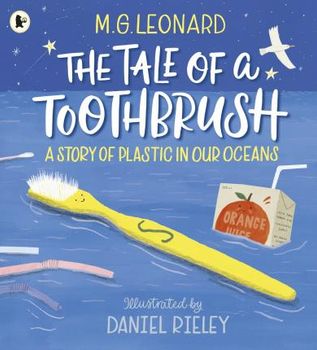 M.G. LEONARD
THE TALE OF a
TOOTHBRUSH
A STORY OF PLASTIC IN OUR OCEANS
S
ORANGE
JUICE
Illustrated by
DANIEL RIELEY